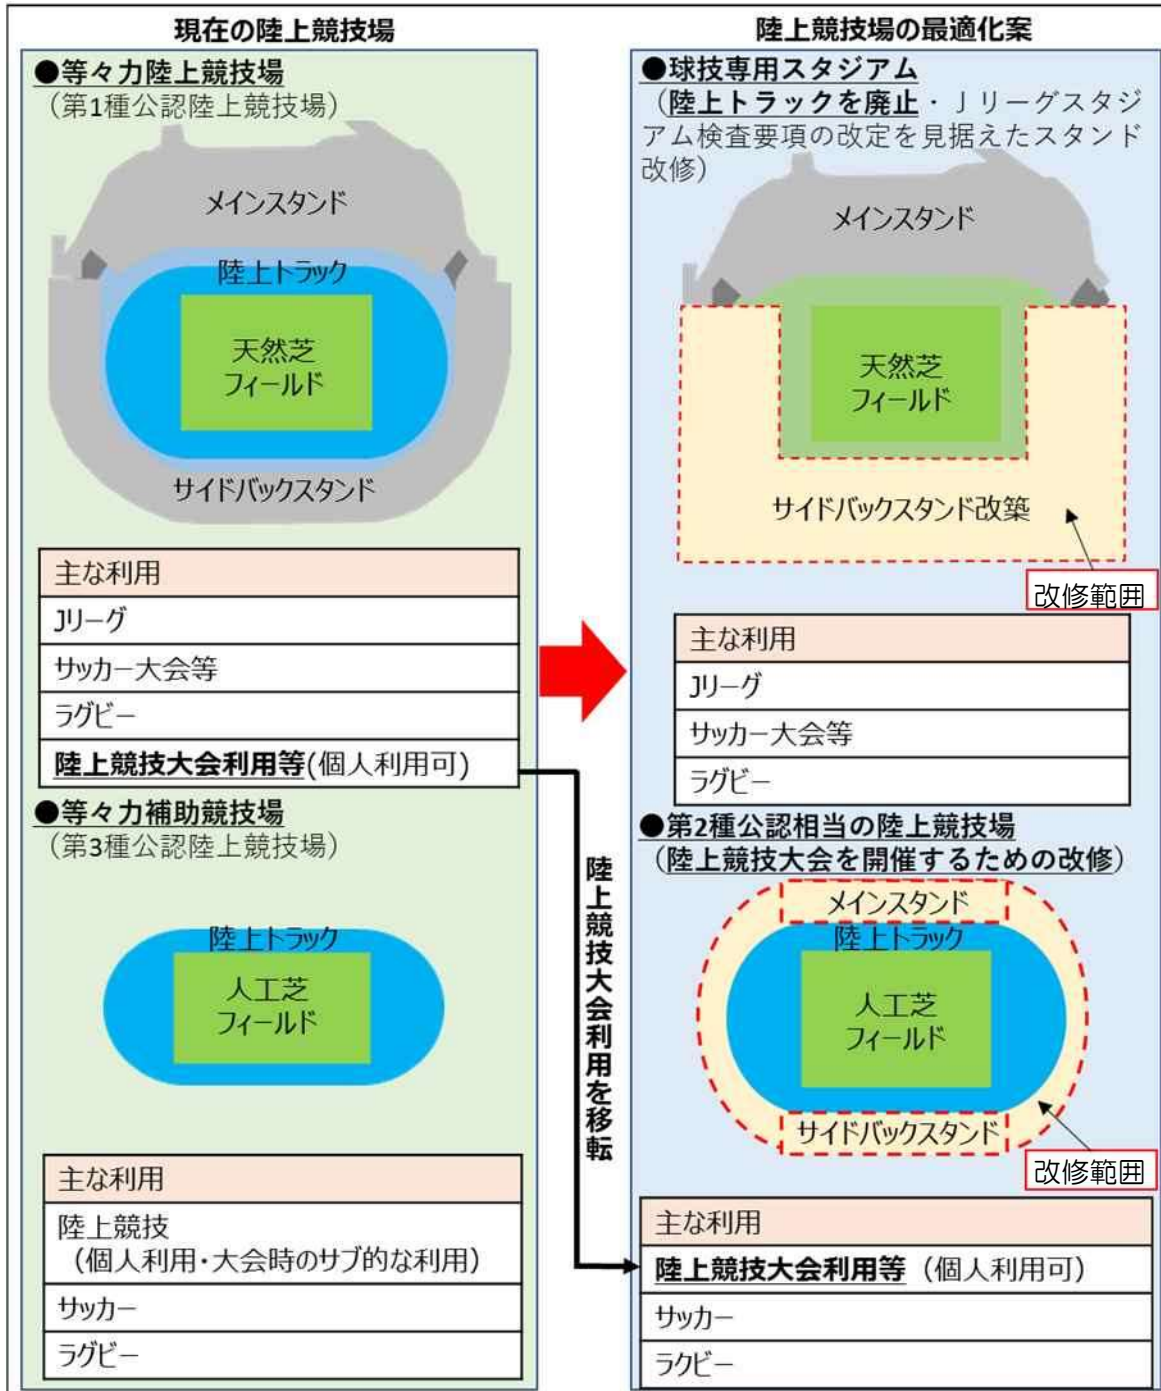 現在の陸上競技場
●等々力陸上競技場
（第1種公認陸上競技場）
メインスタンド
陸上トラック
天然芝
フィールド
サイドバックスタンド
主な利用
Jリーグ
サッカー大会等
ラグビー
陸上競技大会利用等(個人利用可)
●等々力補助競技場
（第3種公認陸上競技場）
陸上トラック
人工芝
フィールド
主な利用
陸上競技
（個人利用・大会時のサブ的な利用）
サッカー
ラグビー
陸上競技大会利用を移転
陸上競技場の最適化案
●球技専用スタジアム
（陸上トラックを廃止・Ｊリーグスタジ
アム検査要項の改定を見据えたスタンド
改修）
メインスタンド
天然芝
フィールド
サイドバックスタンド改築
改修範囲
主な利用
Jリーグ
サッカー大会等
ラグビー
●第2種公認相当の陸上競技場
（陸上競技大会を開催するための改修）
メインスタンド
陸上トラック
人工芝
フィールド
サイドバックスタンド
改修範囲
主な利用
陸上競技大会利用等（個人利用可）
サッカー
ラクビー